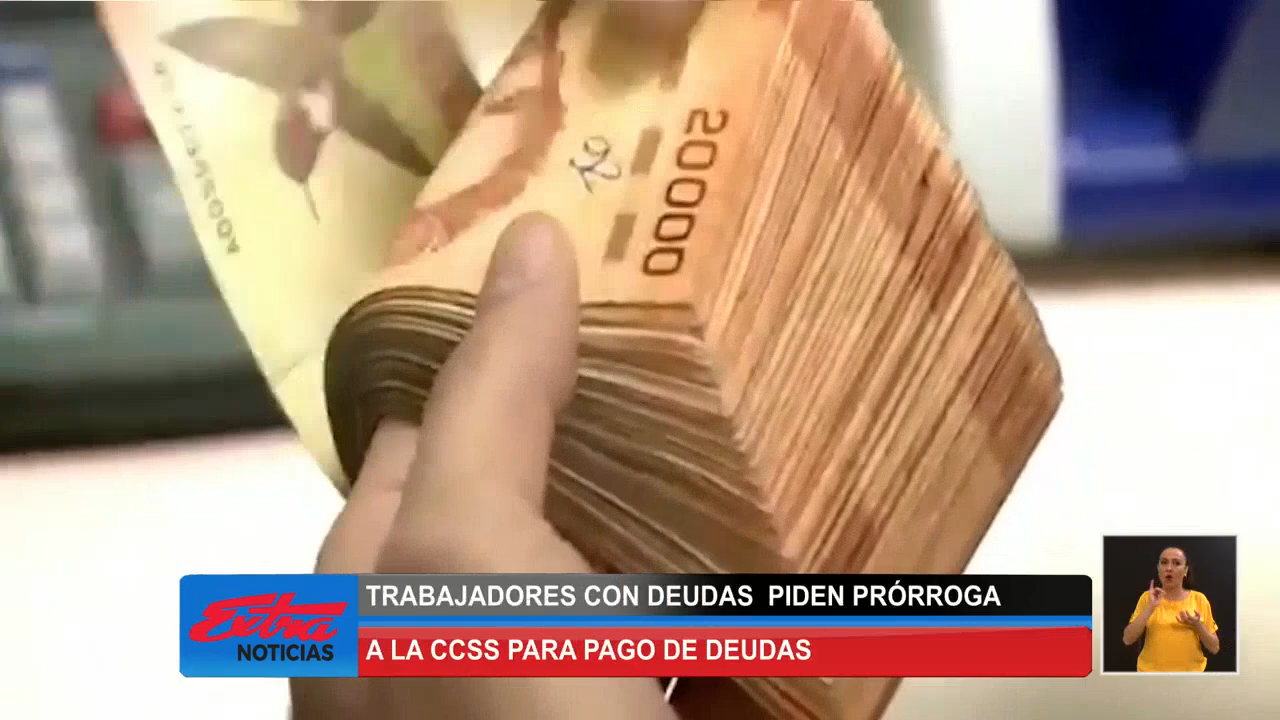 20000
TRABAJADORES CON DEUDAS PIDEN PRÓRROGA
A LA CCSS PARA PAGO DE DEUDAS
Extra
NOTICIAS